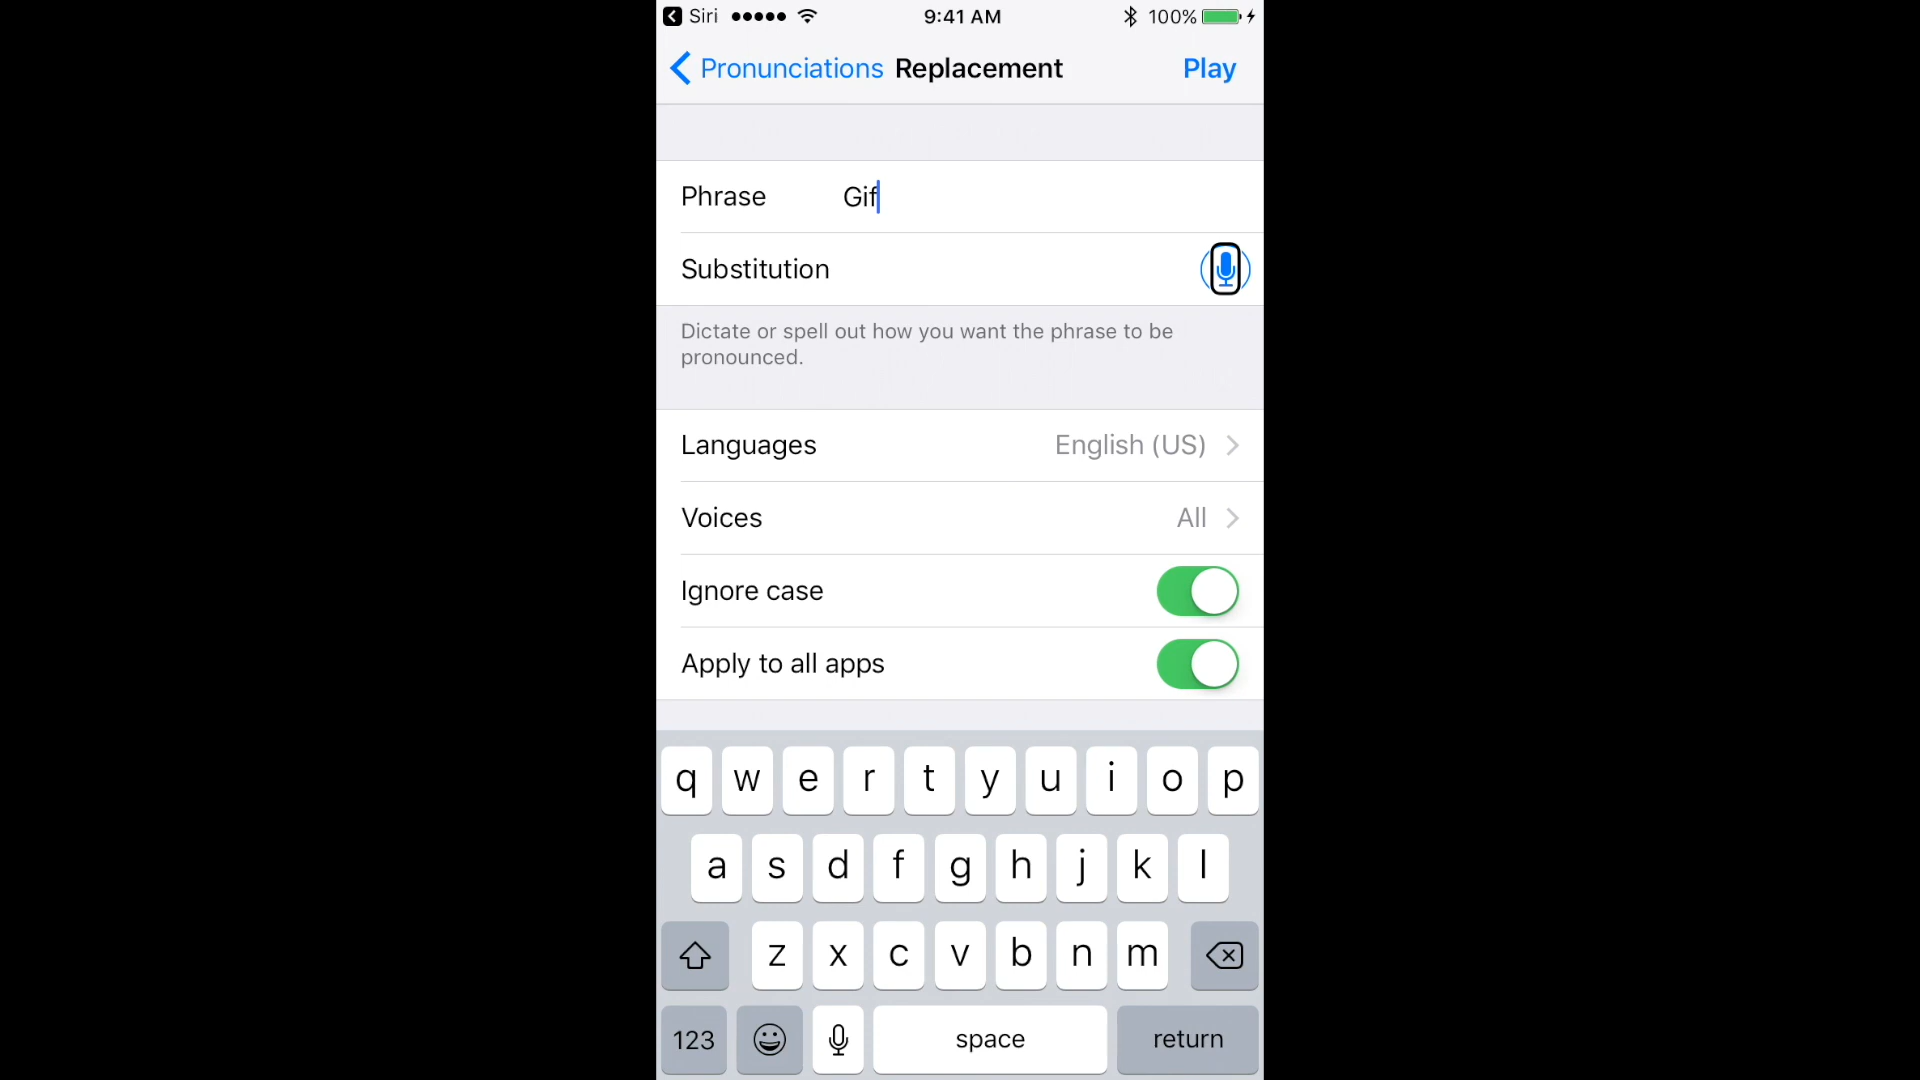 Siri 9:41 AM 100%
Pronunciations Replacement Play
Phrase Gif
Substitution
Dictate or spell out how you want the phrase to be
pronounced.
Languages English (US)
Voices All
Ignore case
Apply to all apps
q w e r t y u i o p
a s d f g h j k l
z x c v b n m
123 space return